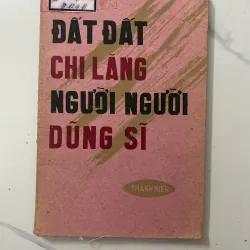 ĐẤT ĐẤT
CHI LĂNG
NGƯỜI NGƯỜI
DŨNG SĨ
THANH NIÊN